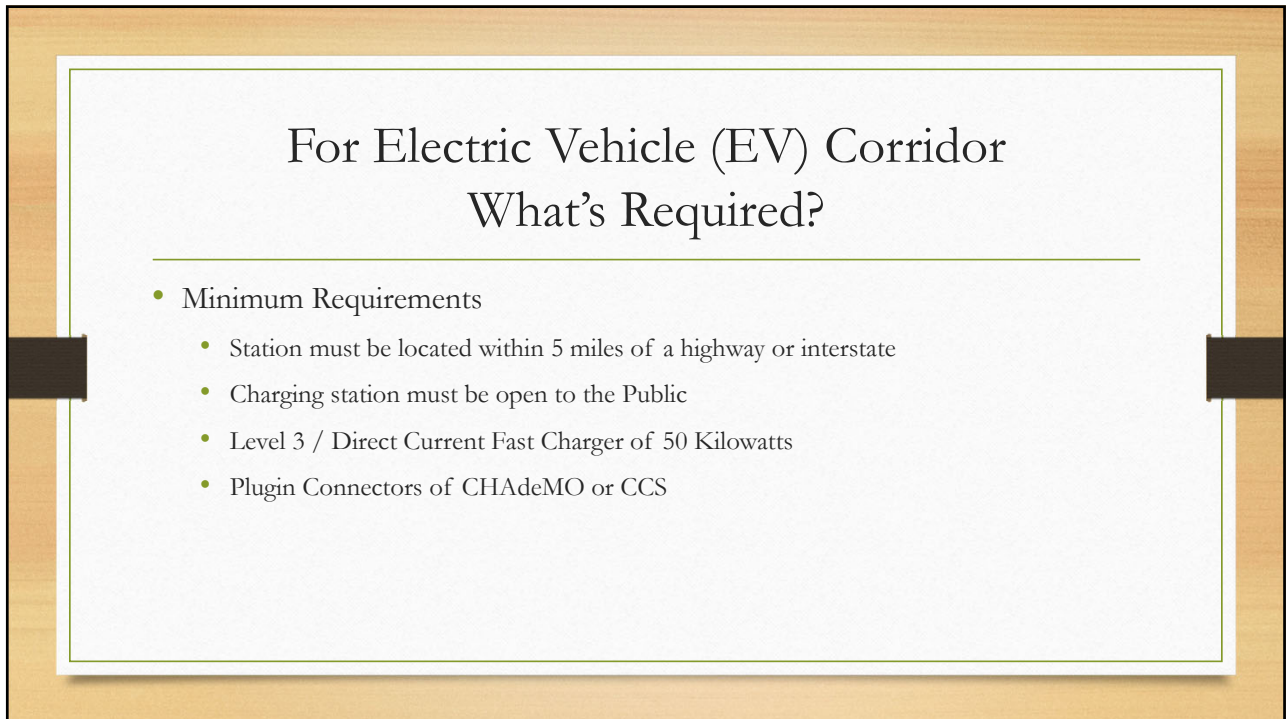 For Electric Vehicle (EV) Corridor
What’s Required?
• Minimum Requirements
• Station must be located within 5 miles of a highway or interstate
• Charging station must be open to the Public
• Level 3 / Direct Current Fast Charger of 50 Kilowatts
• Plugin Connectors of CHAdeMO or CCS